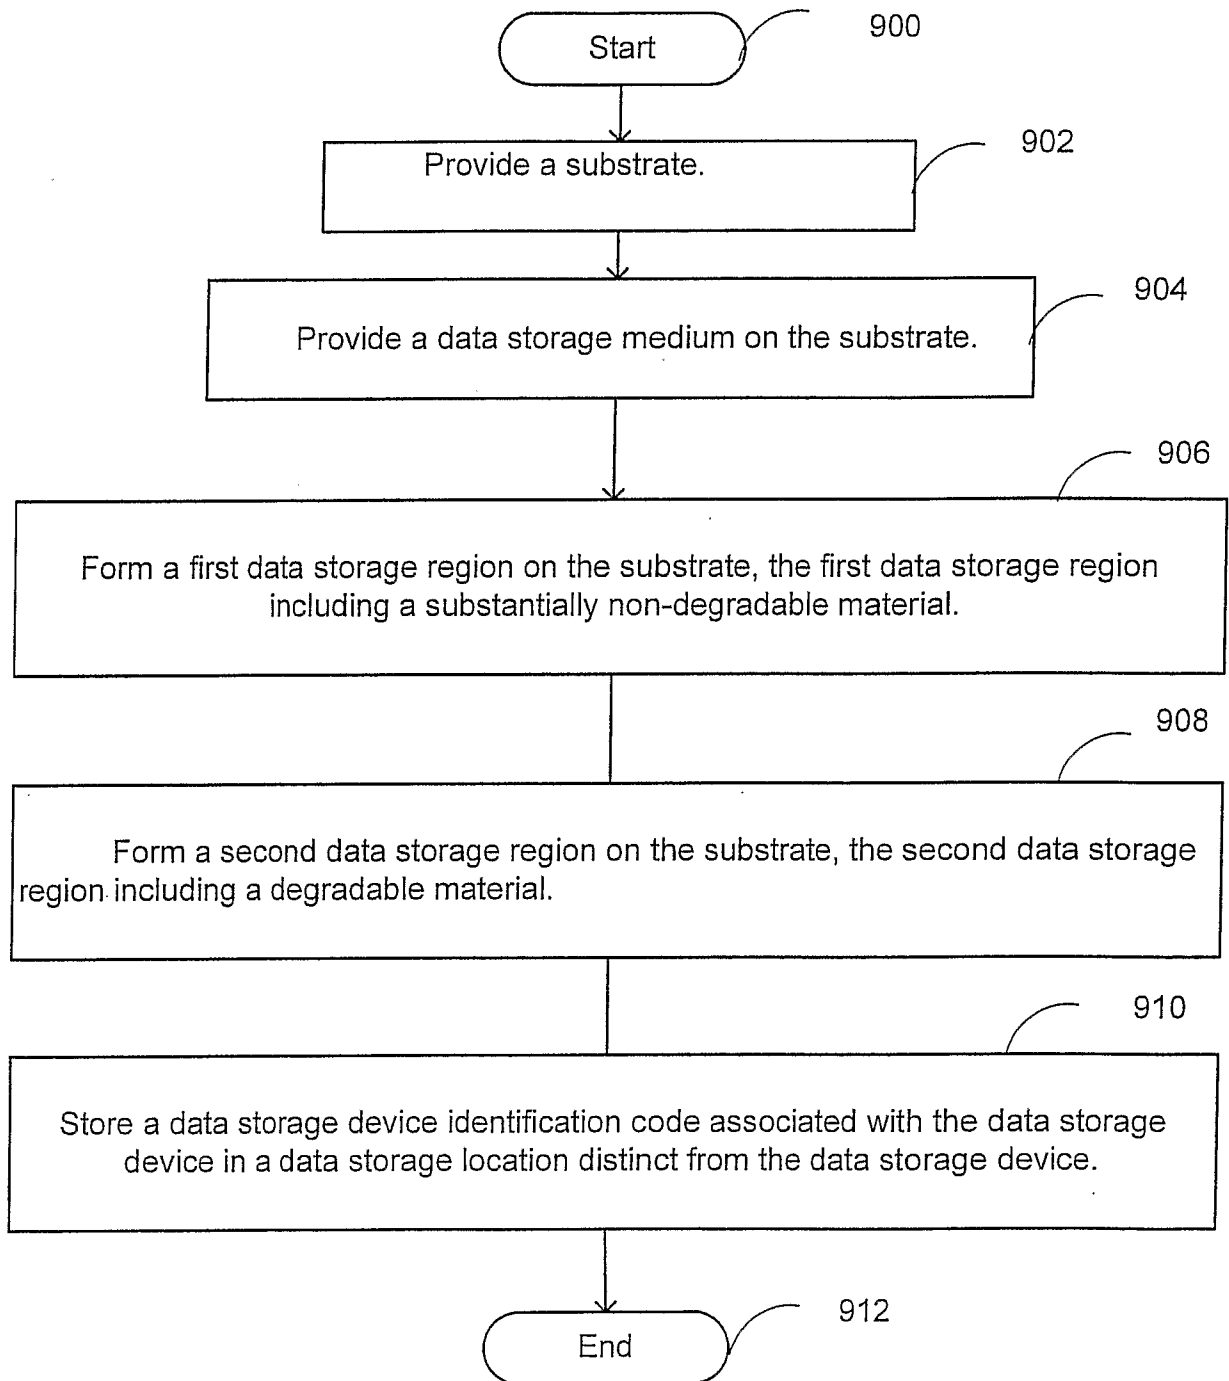 Start
900
Provide a substrate.
902
Provide a data storage medium on the substrate.
904
906
Form a first data storage region on the substrate, the first data storage region
including a substantially non-degradable material.
908
Form a second data storage region on the substrate, the second data storage
region including a degradable material.
910
Store a data storage device identification code associated with the data storage
device in a data storage location distinct from the data storage device.
End
912